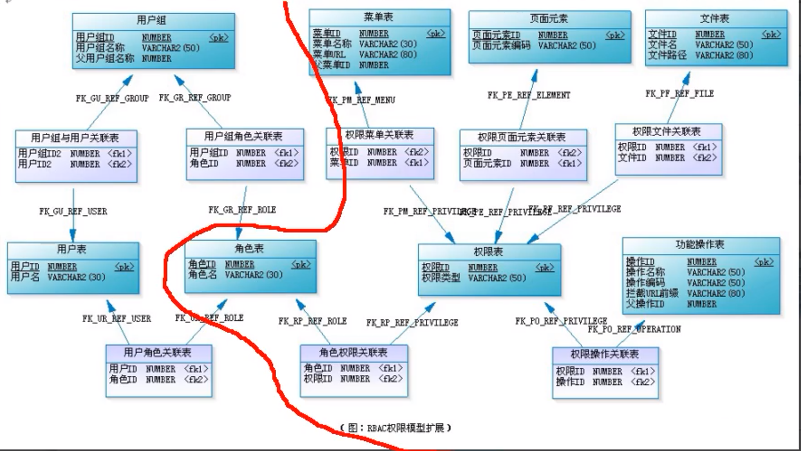 用户组
用户组ID NUMBER <pk>
用户组名称 VARCHAR2(50)
父用户组名称 NUMBER
菜单表
菜单ID NUMBER <pk>
菜单名称 VARCHAR2(30)
菜单URL VARCHAR2(80)
父菜单ID NUMBER
页面元素
页面元素ID NUMBER <pk>
页面元素编码 VARCHAR2(50)
文件表
文件ID NUMBER <pk>
文件名 VARCHAR2(50)
文件路径 VARCHAR2(80)
FK_GU_REF_GROUP
FK_GR_REF_GROUP
FK_PM_REF_MENU
FK_PE_REF_ELEMENT
FK_PF_REF_FILE
用户组与用户关联表
用户组ID2 NUMBER <fk1>
用户ID2 NUMBER <fk2>
用户组角色关联表
用户组ID NUMBER <fk1>
角色ID NUMBER <fk2>
权限菜单关联表
权限ID NUMBER <fk2>
菜单ID NUMBER <fk1>
权限页面元素关联表
权限ID NUMBER <fk2>
页面元素ID NUMBER <fk1>
权限文件关联表
权限ID NUMBER <fk1>
文件ID NUMBER <fk2>
FK_GU_REF_USER
FK_GR_REF_ROLE
FK_PM_REF_PRIVILEGE
FK_PE_REF_PRIVILEGE
FK_PF_REF_PRIVILEGE
用户表
用户ID NUMBER <pk>
用户名 VARCHAR2(30)
角色表
角色ID NUMBER <pk>
角色名 VARCHAR2(30)
权限表
权限ID NUMBER <pk>
权限类型 VARCHAR2(50)
功能操作表
操作ID NUMBER <pk>
操作名称 VARCHAR2(50)
操作编码 VARCHAR2(50)
拦截URL前缀 VARCHAR2(80)
父操作ID NUMBER
FK_UR_REF_USER
FK_UR_REF_ROLE
FK_RP_REF_ROLE
FK_RP_REF_PRIVILEGE
FK_PO_REF_PRIVILEGE
FK_PO_REF_OPERATION
用户角色关联表
用户ID NUMBER <fk1>
角色ID NUMBER <fk2>
角色权限关联表
角色ID NUMBER <fk1>
权限ID NUMBER <fk2>
权限操作关联表
权限ID NUMBER <fk1>
操作ID NUMBER <fk2>
(图：RBAC权限模型扩展)